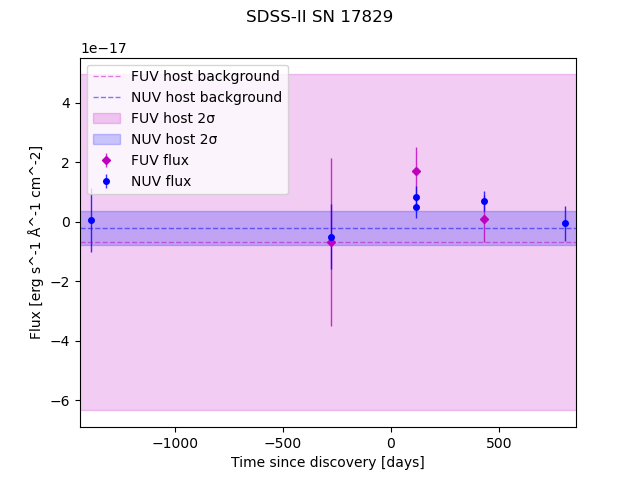 SDSS-II SN 17829
1e−17
FUV host background
NUV host background
FUV host 2σ
NUV host 2σ
FUV flux
NUV flux
4
2
0
−2
−4
−6
Flux [erg s^-1 Å^-1 cm^-2]
−1000
−500
0
500
Time since discovery [days]